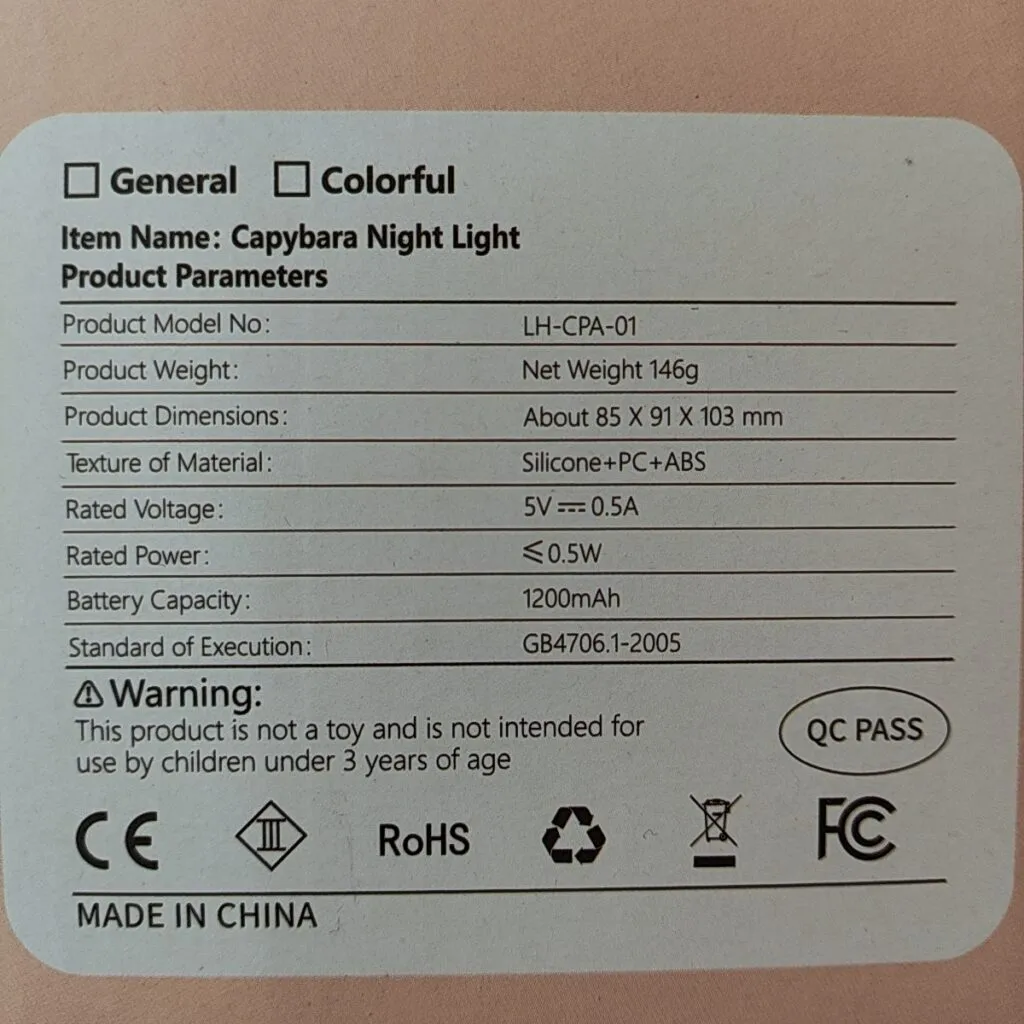 General Colorful
Item Name: Capybara Night Light
Product Parameters
Product Model No: LH-CPA-01
Product Weight: Net Weight 146g
Product Dimensions: About 85 X 91 X 103 mm
Texture of Material: Silicone+PC+ABS
Rated Voltage: 5V⎓0.5A
Rated Power: ≤0.5W
Battery Capacity: 1200mAh
Standard of Execution: GB4706.1-2005
⚠Warning:
This product is not a toy and is not intended for
use by children under 3 years of age
QC PASS
CE III RoHS FC
MADE IN CHINA